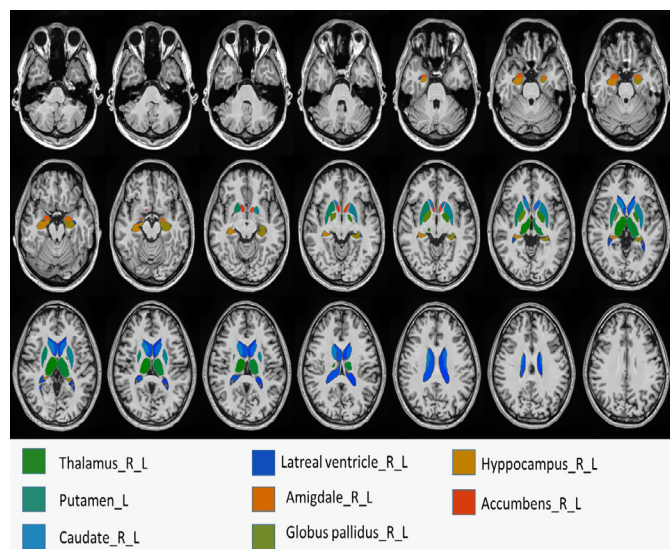 Thalamus_R_L
Latreal ventricle_R_L
Hyppocampus_R_L
Putamen_L
Amigdale_R_L
Accumbens_R_L
Caudate_R_L
Globus pallidus_R_L